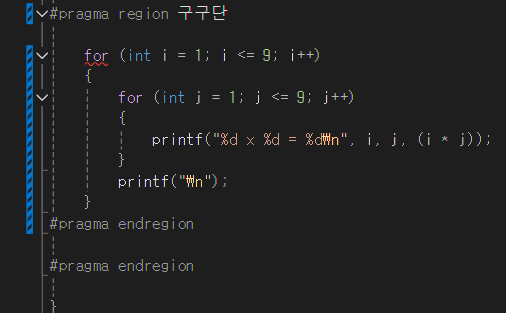 #pragma region 구구단
for (int i = 1; i <= 9; i++)
{
for (int j = 1; j <= 9; j++)
{
printf("%d x %d = %d₩n", i, j, (i * j));
}
printf("₩n");
}
#pragma endregion
#pragma endregion
}